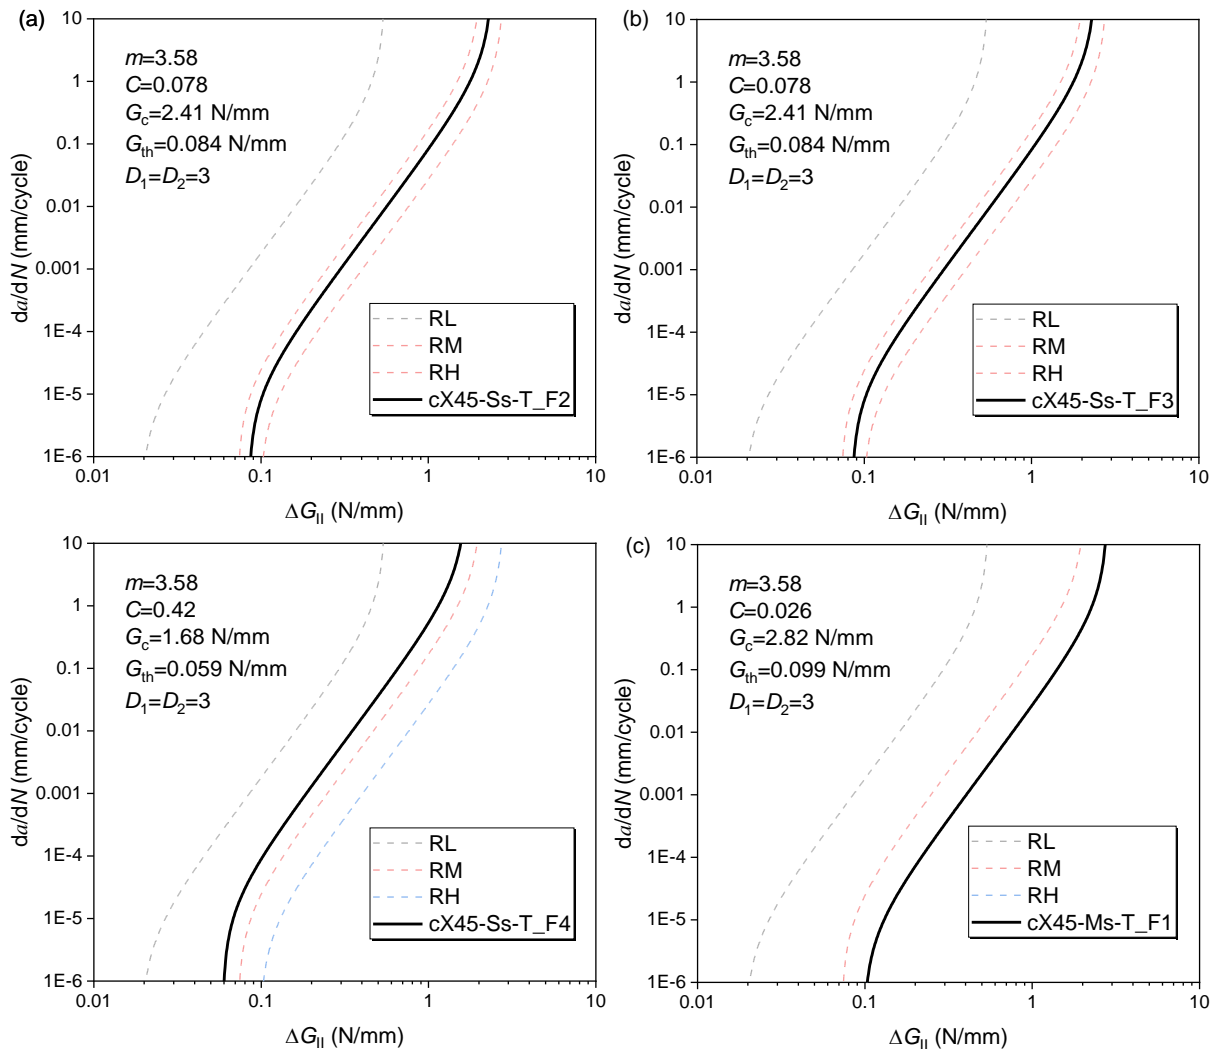 (a)
m=3.58
C=0.078
Gc=2.41 N/mm
Gth=0.084 N/mm
D1=D2=3
10
1
0.1
0.01
0.001
1E-4
1E-5
1E-6
da/dN (mm/cycle)
RL
RM
RH
cX45-Ss-T_F2
0.01
0.1
1
10
ΔGII (N/mm)
(b)
m=3.58
C=0.078
Gc=2.41 N/mm
Gth=0.084 N/mm
D1=D2=3
10
1
0.1
0.01
0.001
1E-4
1E-5
1E-6
da/dN (mm/cycle)
RL
RM
RH
cX45-Ss-T_F3
0.01
0.1
1
10
ΔGII (N/mm)
m=3.58
C=0.42
Gc=1.68 N/mm
Gth=0.059 N/mm
D1=D2=3
10
1
0.1
0.01
0.001
1E-4
1E-5
1E-6
da/dN (mm/cycle)
RL
RM
RH
cX45-Ss-T_F4
0.01
0.1
1
10
ΔGII (N/mm)
(c)
m=3.58
C=0.026
Gc=2.82 N/mm
Gth=0.099 N/mm
D1=D2=3
10
1
0.1
0.01
0.001
1E-4
1E-5
1E-6
da/dN (mm/cycle)
RL
RM
RH
cX45-Ms-T_F1
0.01
0.1
1
10
ΔGII (N/mm)